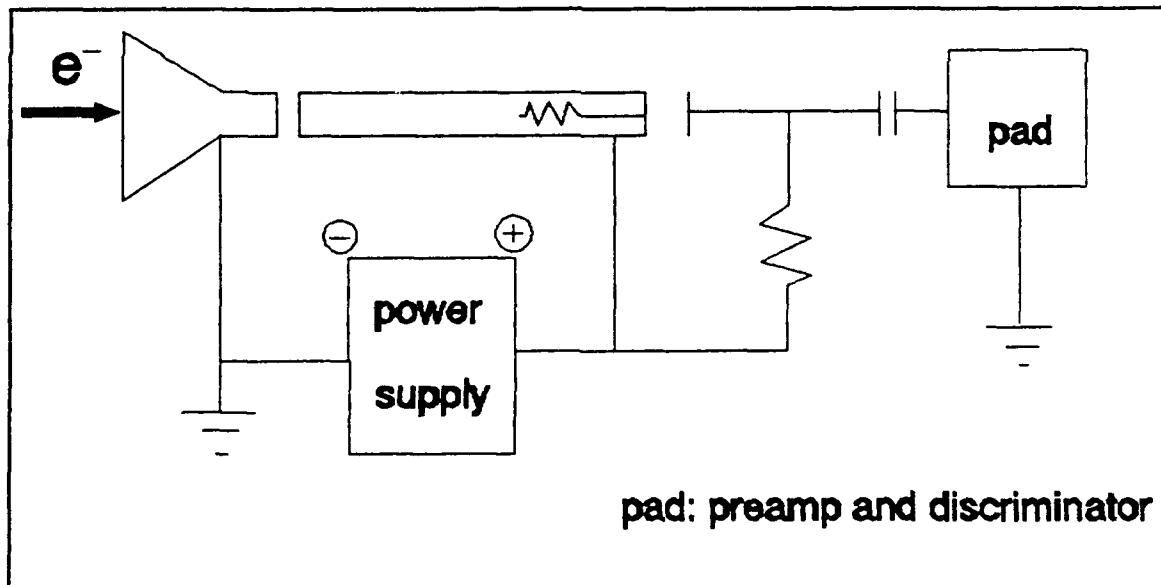 e⁻
pad
− +
power
supply
pad: preamp and discriminator